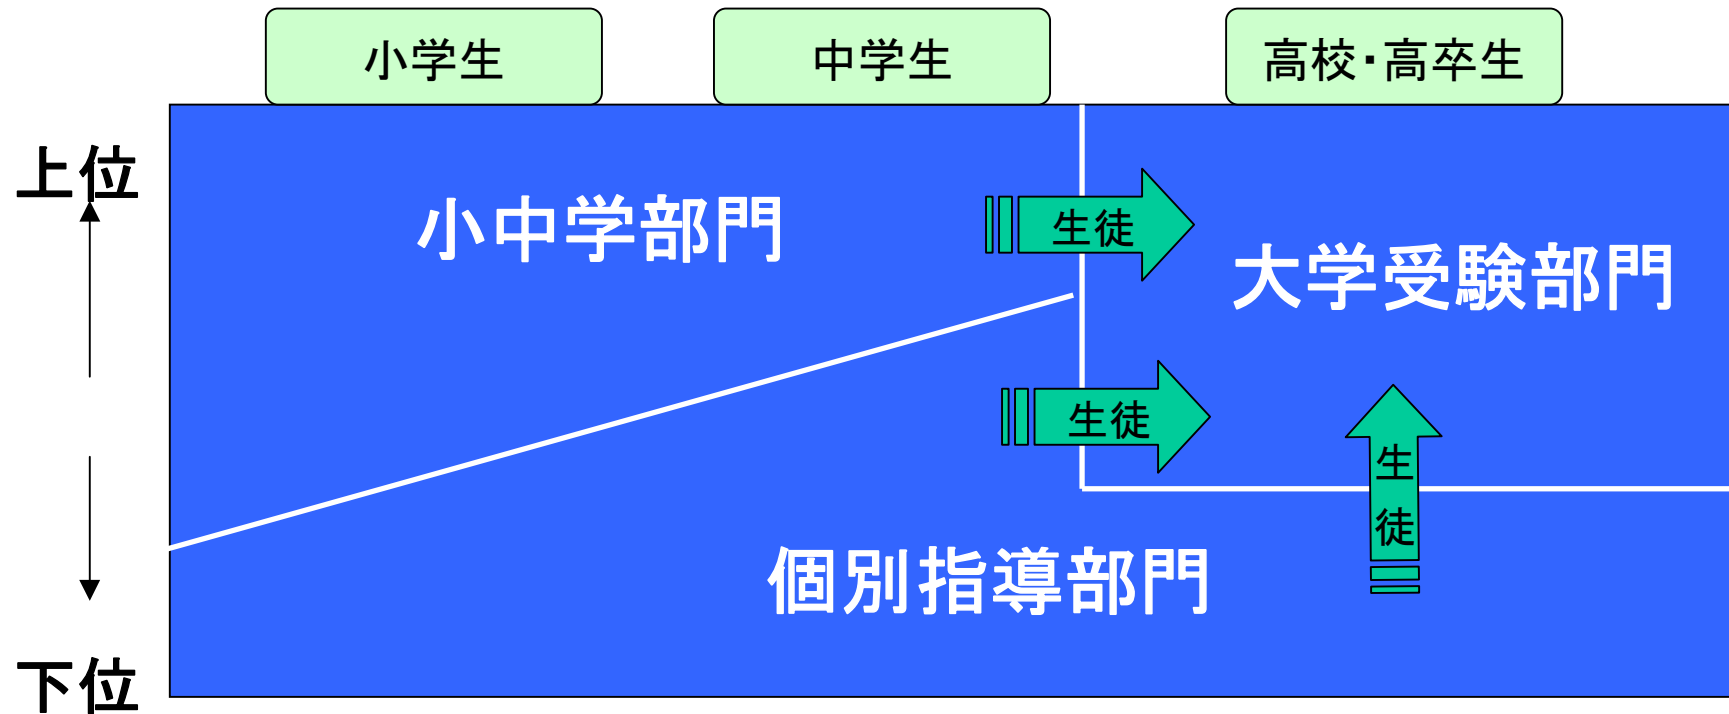 小学生
中学生
高校・高卒生
上位
小中学部門
生徒
大学受験部門
生徒
生徒
個別指導部門
下位